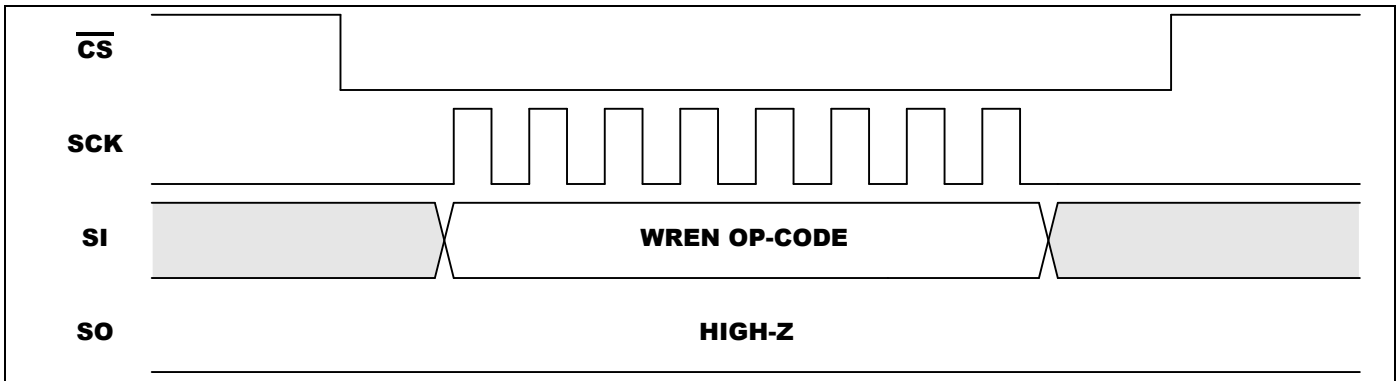 CS
SCK
SI
WREN OP-CODE
SO
HIGH-Z